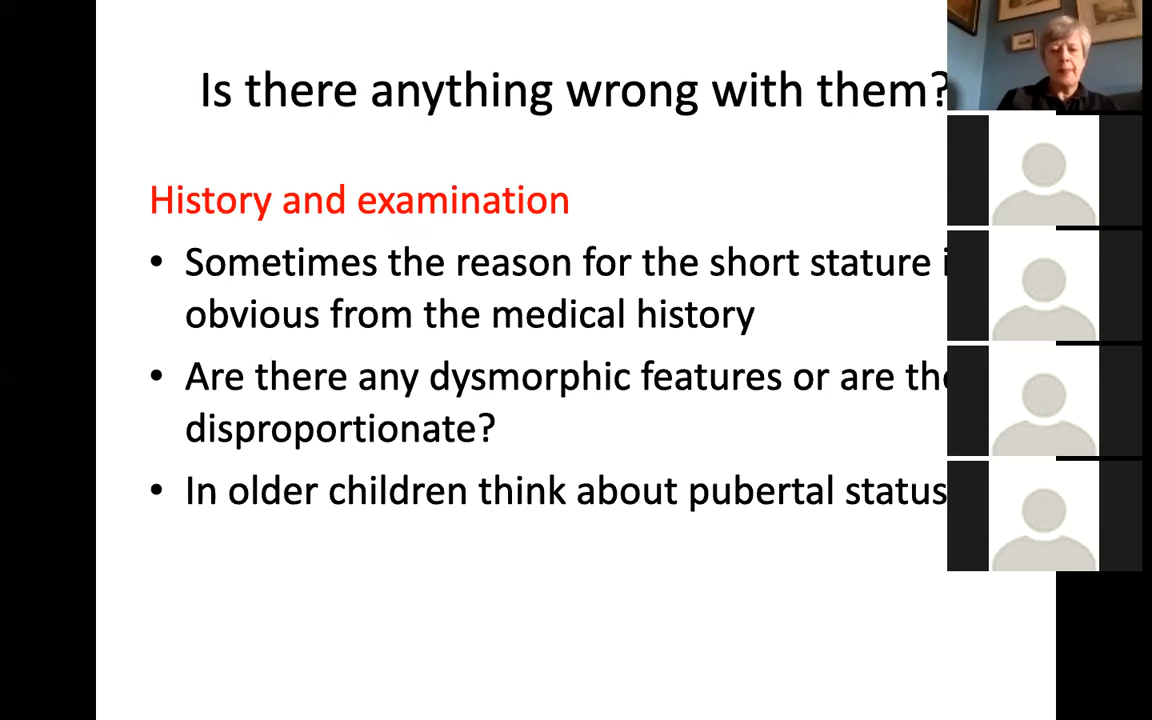 Is there anything wrong with them?
History and examination
• Sometimes the reason for the short stature
obvious from the medical history
• Are there any dysmorphic features or are
disproportionate?
• In older children think about pubertal status